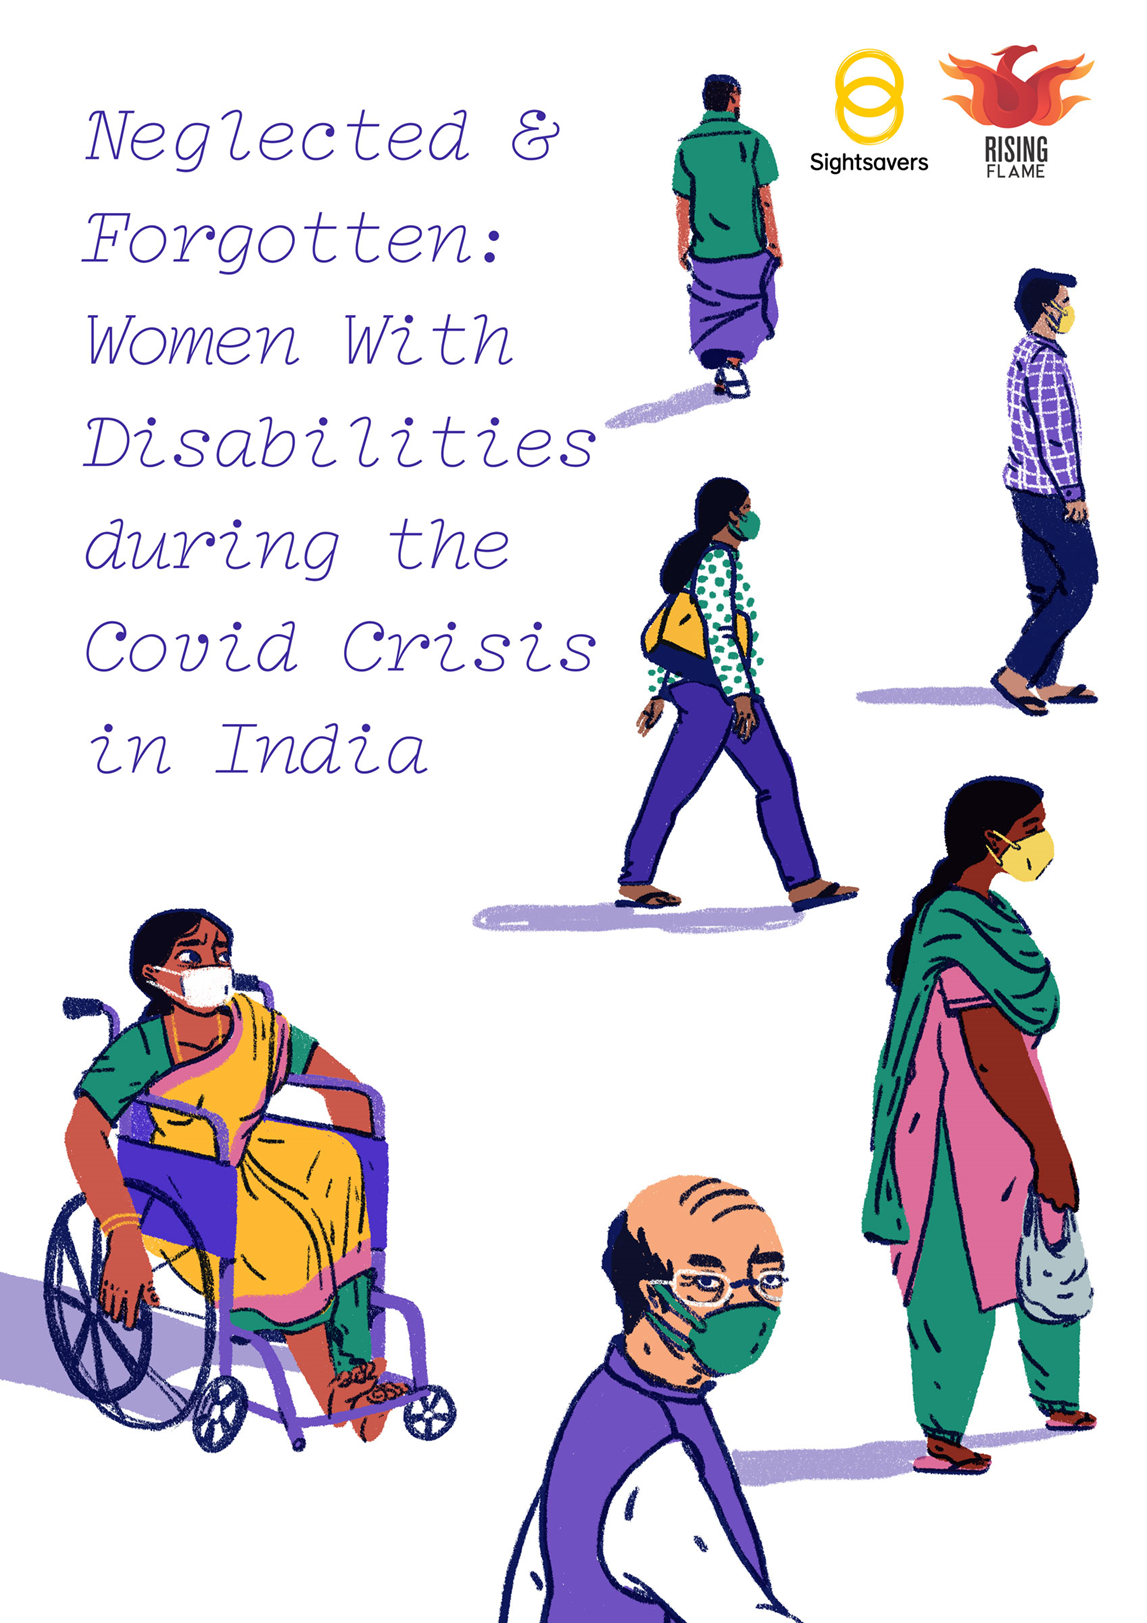 Neglected &
Forgotten:
Women With
Disabilities
during the
Covid Crisis
in India
Sightsavers
RISING
FLAME